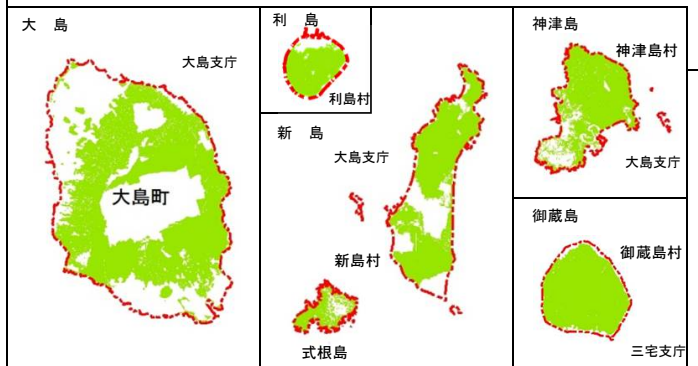 大　島
大島支庁
大島町
利　島
利島村
新　島
大島支庁
新島村
式根島
神津島
神津島村
大島支庁
御蔵島
御蔵島村
三宅支庁